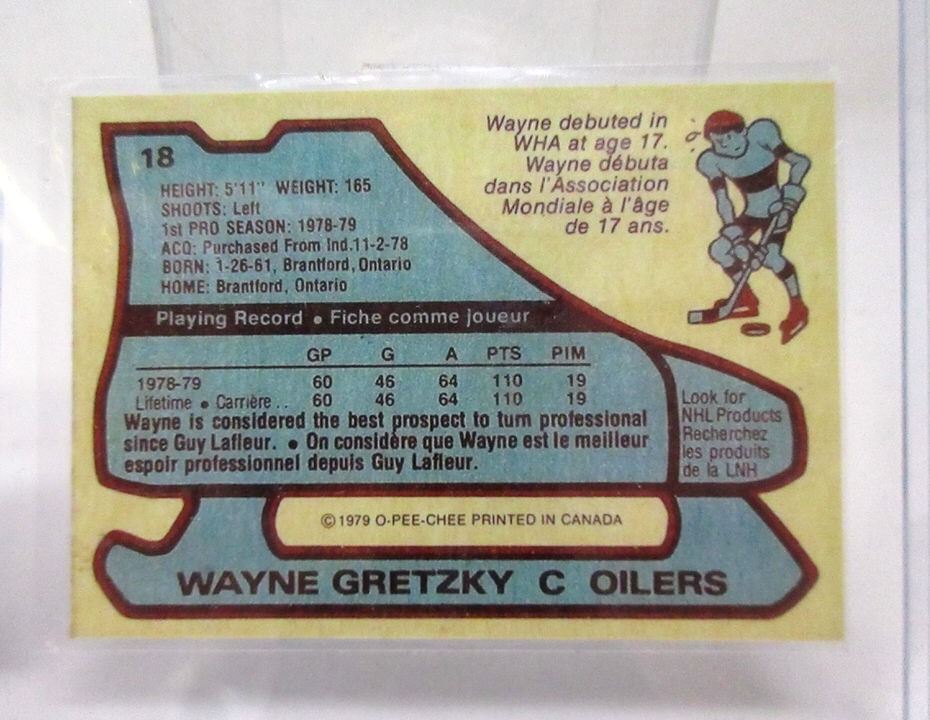 18
HEIGHT: 5'11" WEIGHT: 165
SHOOTS: Left
1st PRO SEASON: 1978-79
ACQ: Purchased From Ind.11-2-78
BORN: 1-26-61, Brantford, Ontario
HOME: Brantford, Ontario
Wayne debuted in
WHA at age 17.
Wayne débuta
dans l'Association
Mondiale à l'âge
de 17 ans.
Playing Record • Fiche comme joueur
GP G A PTS PIM
1978-79 60 46 64 110 19
Lifetime • Carrière.. 60 46 64 110 19
Wayne is considered the best prospect to turn professional
since Guy Lafleur. • On considère que Wayne est le meilleur
espoir professionnel depuis Guy Lafleur.
Look for
NHL Products
Recherchez
les produits
de la LNH
©1979 O-PEE-CHEE PRINTED IN CANADA
WAYNE GRETZKY C OILERS